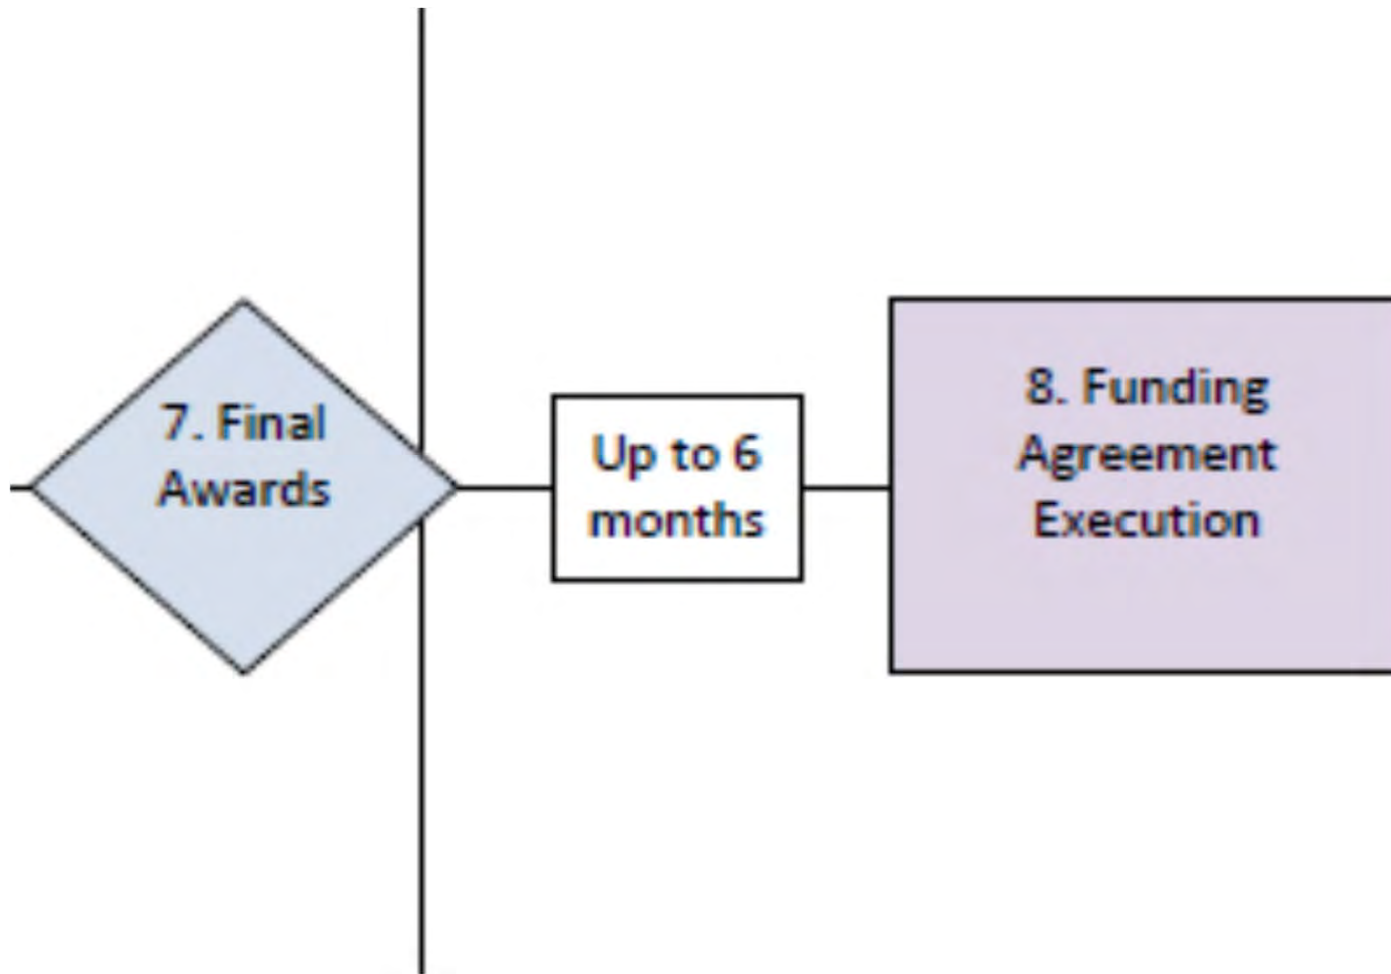 7. Final
Awards
Up to 6
months
8. Funding
Agreement
Execution